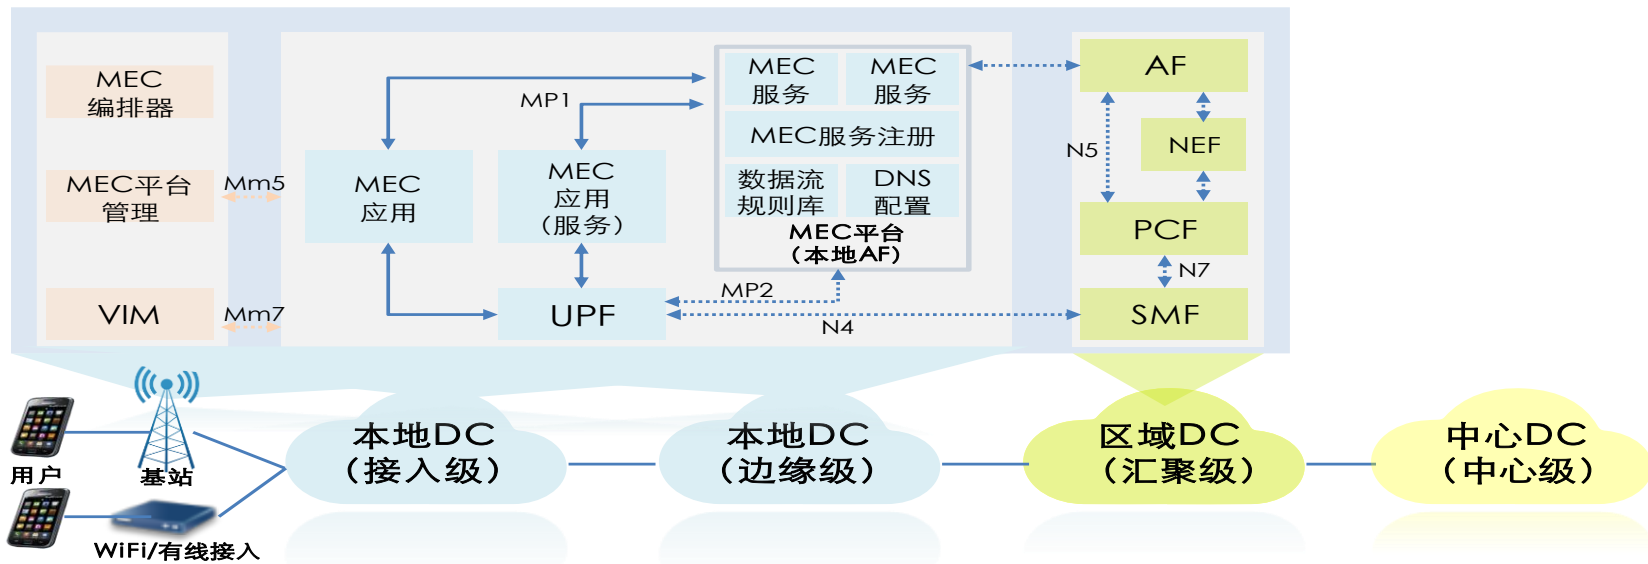 MEC
编排器
MEC平台
管理
VIM
Mm5
Mm7
MEC
应用
MEC
应用
(服务)
UPF
MP1
MEC
服务
MEC
服务
MEC服务注册
数据流
规则库
DNS
配置
MEC平台
(本地AF)
MP2
N4
AF
N5
NEF
PCF
N7
SMF
用户
基站
WiFi/有线接入
本地DC
(接入级)
本地DC
(边缘级)
区域DC
(汇聚级)
中心DC
(中心级)